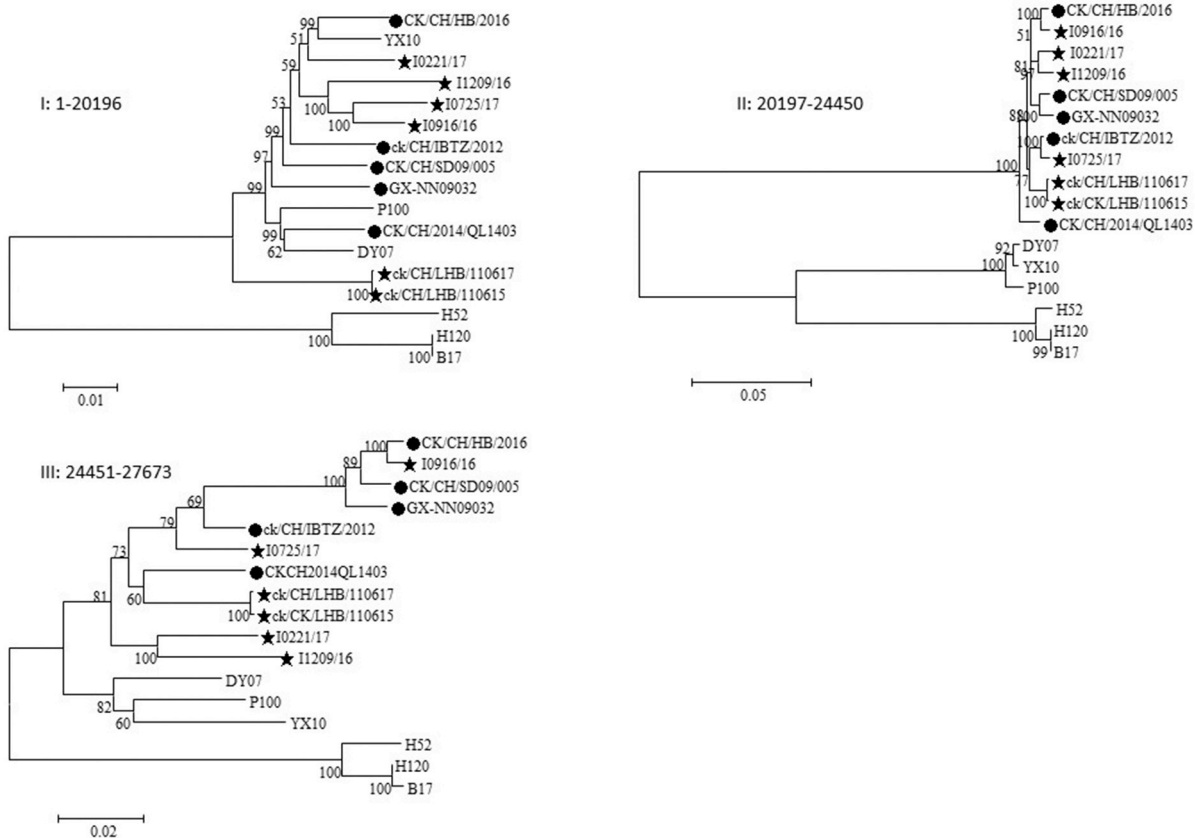 I: 1-20196
99
CK/CH/HB/2016
51
YX10
59
I0221/17
I1209/16
53
100
I0725/17
100
I0916/16
99
ck/CH/IBTZ/2012
97
CK/CH/SD09/005
99
GX-NN09032
P100
99
CK/CH/2014/QL1403
62
DY07
ck/CH/LHB/110617
100
ck/CH/LHB/110615
H52
100
H120
100
B17
0.01
II: 20197-24450
100
CK/CH/HB/2016
51
I0916/16
I0221/17
81
97
I1209/16
CK/CH/SD09/005
100
GX-NN09032
100
ck/CH/IBTZ/2012
100
I0725/17
77
ck/CH/LHB/110617
100
ck/CK/LHB/110615
CK/CH/2014/QL1403
92
DY07
100
YX10
P100
H52
100
H120
99
B17
0.05
III: 24451-27673
100
CK/CH/HB/2016
89
I0916/16
100
CK/CH/SD09/005
69
GX-NN09032
79
ck/CH/IBTZ/2012
73
I0725/17
CKCH2014QL1403
81
60
ck/CH/LHB/110617
100
ck/CK/LHB/110615
I0221/17
100
I1209/16
DY07
82
P100
60
YX10
H52
100
H120
100
B17
0.02